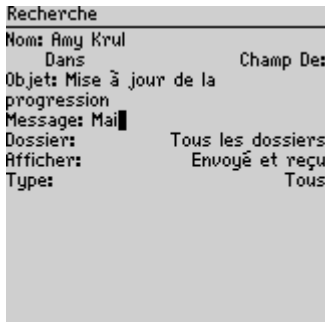 Recherche
Nom: Amy Krul
Dans Champ De:
Objet: Mise à jour de la
progression
Message: Mai
Dossier: Tous les dossiers
Afficher: Envoyé et reçu
Type: Tous